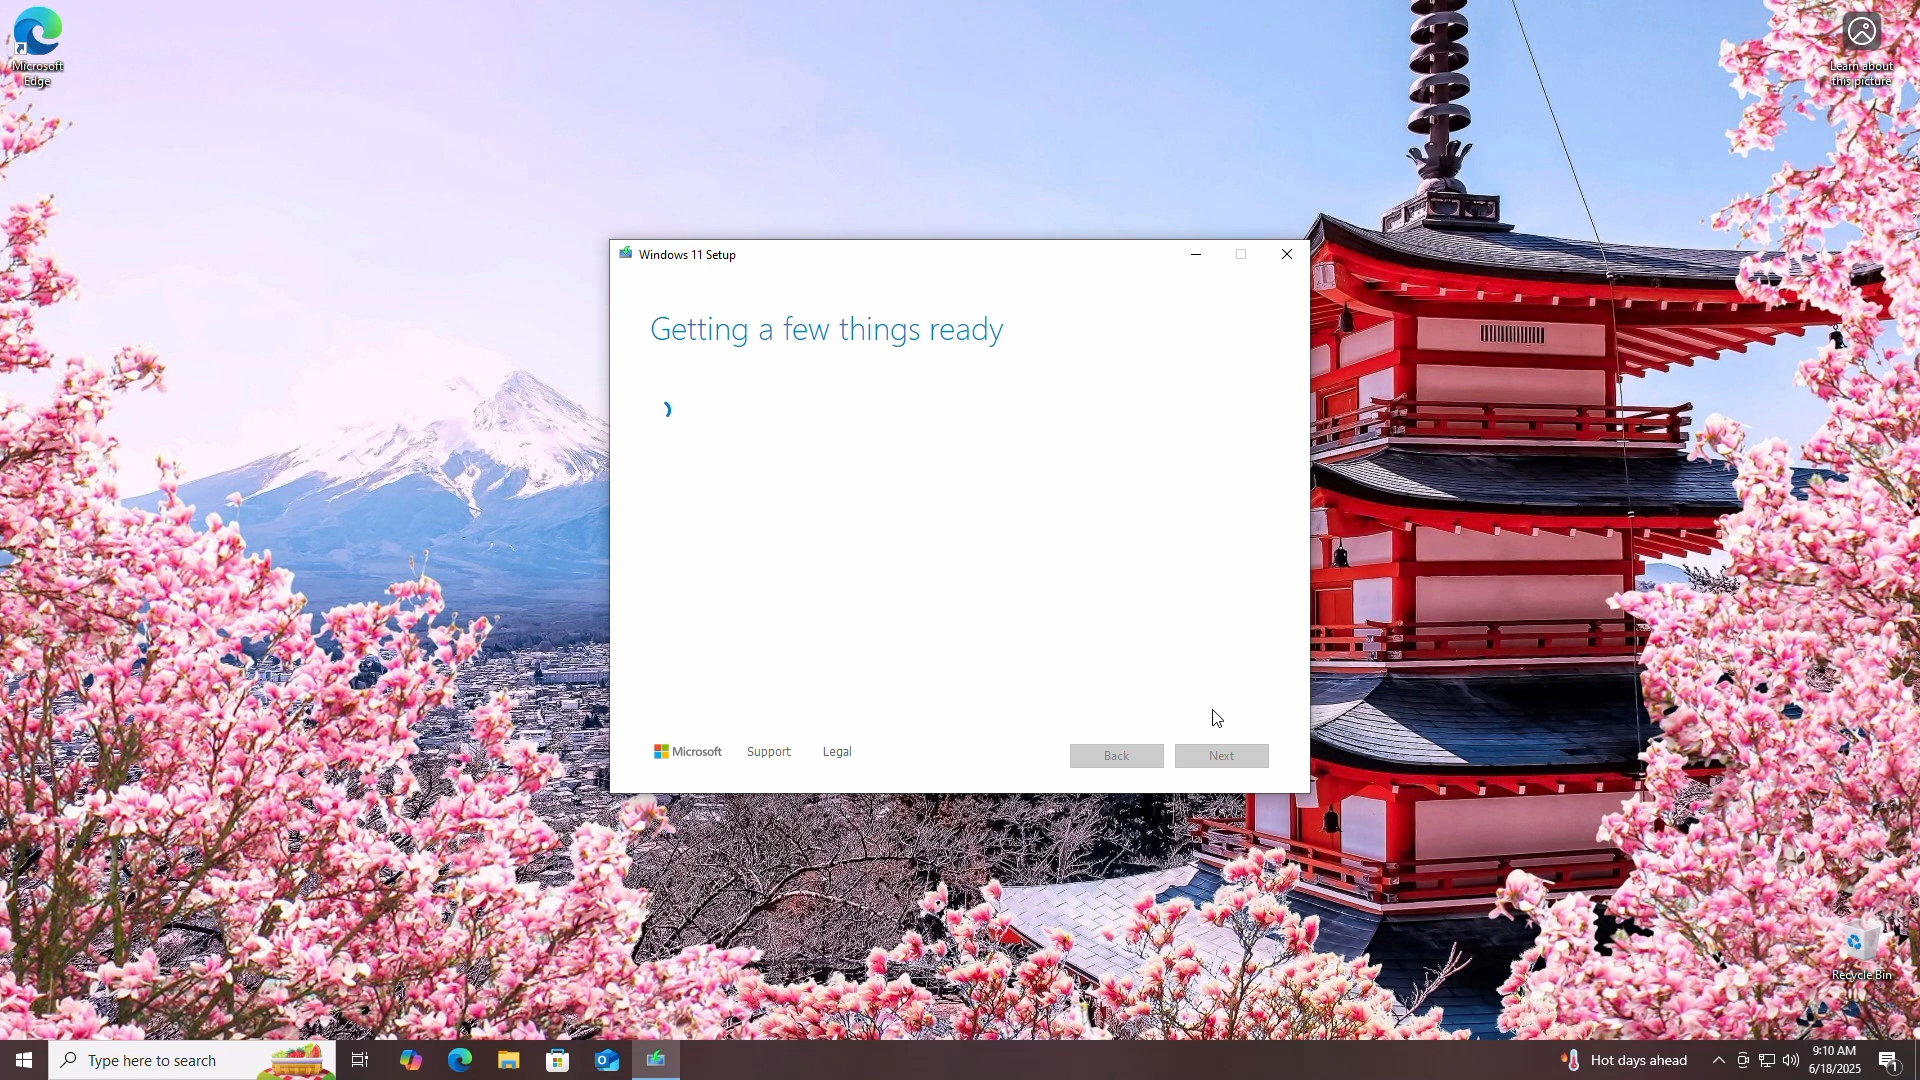 Microsoft
Edge
Learn about
this picture
Windows 11 Setup
Getting a few things ready
Microsoft
Support
Legal
Back
Next
Recycle Bin
Type here to search
Hot days ahead
9:10 AM
6/18/2025
1